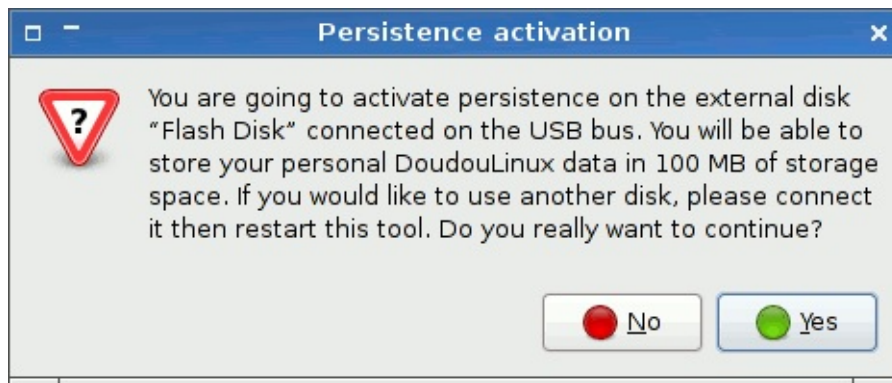 Persistence activation
You are going to activate persistence on the external disk
“Flash Disk” connected on the USB bus. You will be able to
store your personal DoudouLinux data in 100 MB of storage
space. If you would like to use another disk, please connect
it then restart this tool. Do you really want to continue?
No
Yes